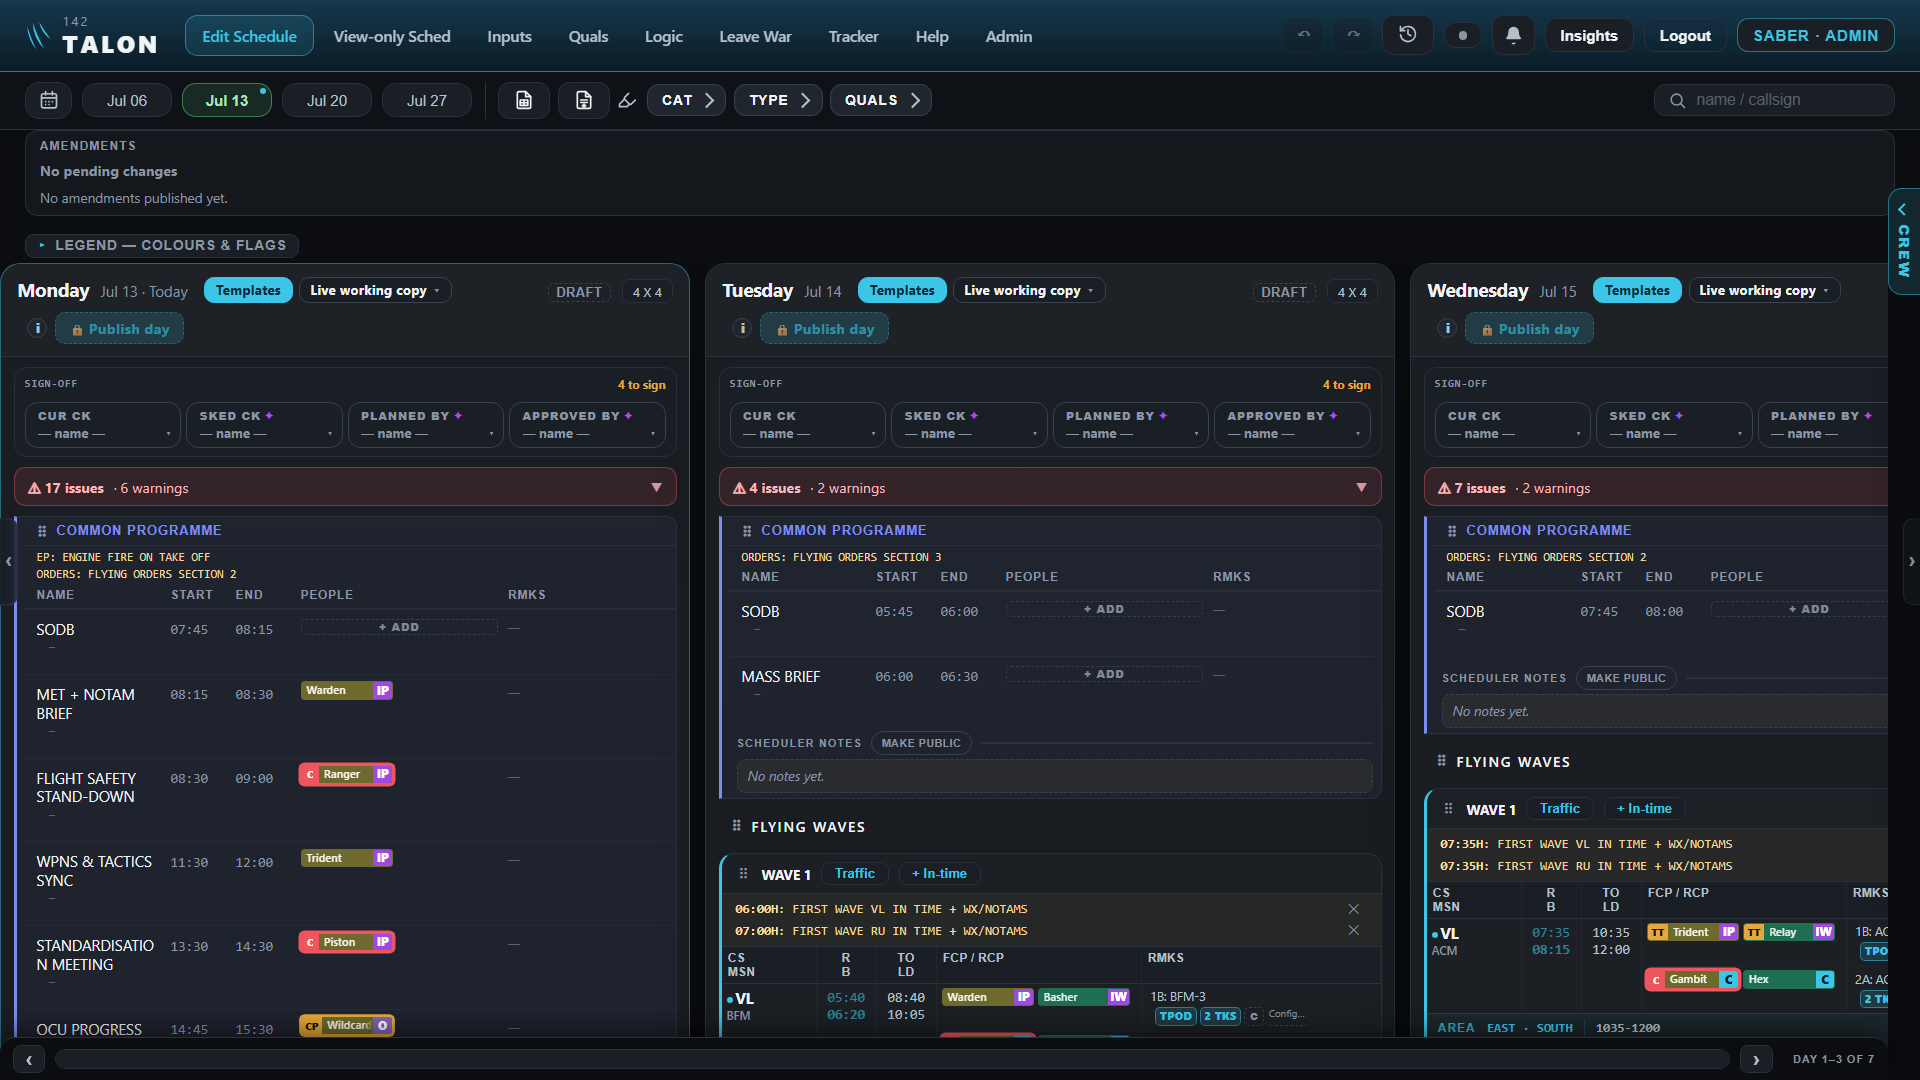 142
TALON
Edit Schedule
View-only Sched
Inputs
Quals
Logic
Leave War
Tracker
Help
Admin
Insights
Logout
SABER · ADMIN
Jul 06
Jul 13
Jul 20
Jul 27
CAT
TYPE
QUALS
name / callsign
AMENDMENTS
No pending changes
No amendments published yet.
LEGEND — COLOURS & FLAGS
CREW
Monday Jul 13 · Today
Templates
Live working copy
DRAFT
4 X 4
i
Publish day
SIGN-OFF
4 to sign
CUR CK
— name —
SKED CK
— name —
PLANNED BY
— name —
APPROVED BY
— name —
17 issues · 6 warnings
COMMON PROGRAMME
EP: ENGINE FIRE ON TAKE OFF
ORDERS: FLYING ORDERS SECTION 2
NAME START END PEOPLE RMKS
SODB 07:45 08:15 + ADD —
—
MET + NOTAM BRIEF 08:15 08:30 Warden IP —
—
FLIGHT SAFETY STAND-DOWN 08:30 09:00 C Ranger IP —
—
WPNS & TACTICS SYNC 11:30 12:00 Trident IP —
—
STANDARDISATIO
N MEETING 13:30 14:30 C Piston IP —
—
OCU PROGRESS 14:45 15:30 CP Wildcard O —
Tuesday Jul 14
Templates
Live working copy
DRAFT
4 X 4
i
Publish day
SIGN-OFF
4 to sign
CUR CK
— name —
SKED CK
— name —
PLANNED BY
— name —
APPROVED BY
— name —
4 issues · 2 warnings
COMMON PROGRAMME
ORDERS: FLYING ORDERS SECTION 3
NAME START END PEOPLE RMKS
SODB 05:45 06:00 + ADD —
—
MASS BRIEF 06:00 06:30 + ADD —
—
SCHEDULER NOTES
MAKE PUBLIC
No notes yet.
FLYING WAVES
WAVE 1
Traffic
+ In-time
06:00H: FIRST WAVE VL IN TIME + WX/NOTAMS
07:00H: FIRST WAVE RU IN TIME + WX/NOTAMS
CS R TO FCP / RCP RMKS
MSN B LD
VL 05:40 08:40 Warden IP Basher IW 1B: BFM-3
BFM 06:20 10:05 TPOD 2 TKS C Config...
Wednesday Jul 15
Templates
Live working copy
i
Publish day
SIGN-OFF
CUR CK
— name —
SKED CK
— name —
PLANNED BY
— name —
7 issues · 2 warnings
COMMON PROGRAMME
ORDERS: FLYING ORDERS SECTION 2
NAME START END PEOPLE
SODB 07:45 08:00 + ADD
—
SCHEDULER NOTES
MAKE PUBLIC
No notes yet.
FLYING WAVES
WAVE 1
Traffic
+ In-time
07:35H: FIRST WAVE VL IN TIME + WX/NOTAMS
07:35H: FIRST WAVE RU IN TIME + WX/NOTAMS
CS R TO FCP / RCP RMKS
MSN B LD
VL 07:35 10:35 TT Trident IP TT Relay IW 1B: AC
ACM 08:15 12:00 TPO
C Gambit C Hex C 2A: AC
2 TK
AREA EAST · SOUTH 1035-1200
DAY 1–3 OF 7